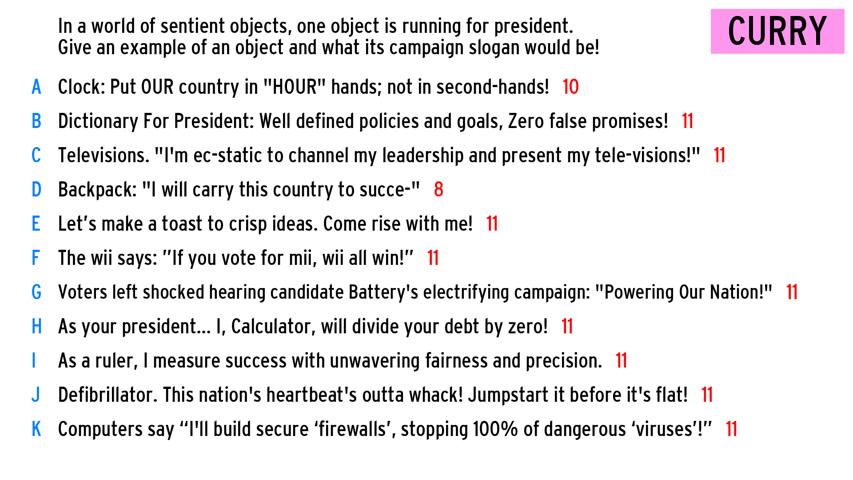 In a world of sentient objects, one object is running for president.
Give an example of an object and what its campaign slogan would be!
CURRY
A Clock: Put OUR country in "HOUR" hands; not in second-hands! 10
B Dictionary For President: Well defined policies and goals, Zero false promises! 11
C Televisions. "I'm ec-static to channel my leadership and present my tele-visions!" 11
D Backpack: "I will carry this country to succe-" 8
E Let’s make a toast to crisp ideas. Come rise with me! 11
F The wii says: ”If you vote for mii, wii all win!” 11
G Voters left shocked hearing candidate Battery's electrifying campaign: "Powering Our Nation!" 11
H As your president... I, Calculator, will divide your debt by zero! 11
I As a ruler, I measure success with unwavering fairness and precision. 11
J Defibrillator. This nation's heartbeat's outta whack! Jumpstart it before it's flat! 11
K Computers say “I'll build secure ‘firewalls’, stopping 100% of dangerous ‘viruses’!” 11